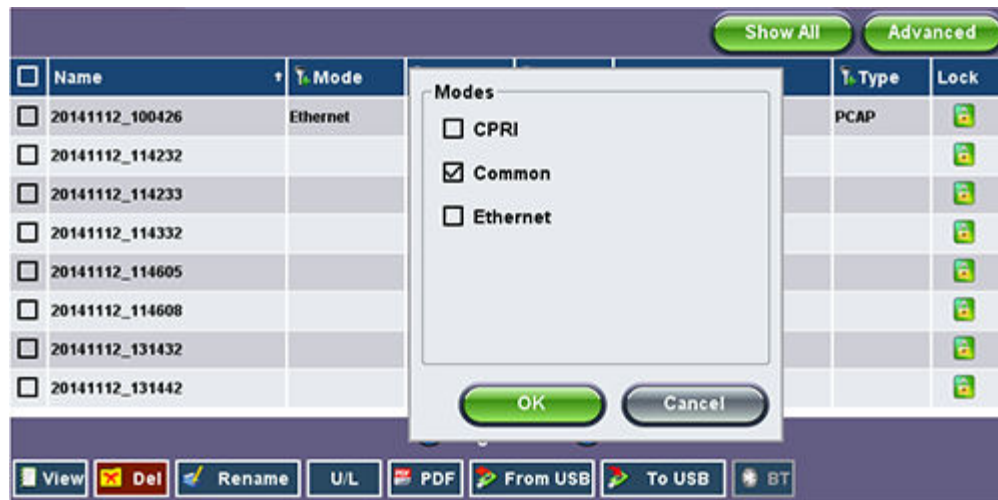 Show All Advanced
Name Mode Type Lock
20141112_100426 Ethernet PCAP
20141112_114232
20141112_114233
20141112_114332
20141112_114605
20141112_114608
20141112_131432
20141112_131442
Modes
CPRI
Common
Ethernet
OK Cancel
View Del Rename U/L PDF From USB To USB BT